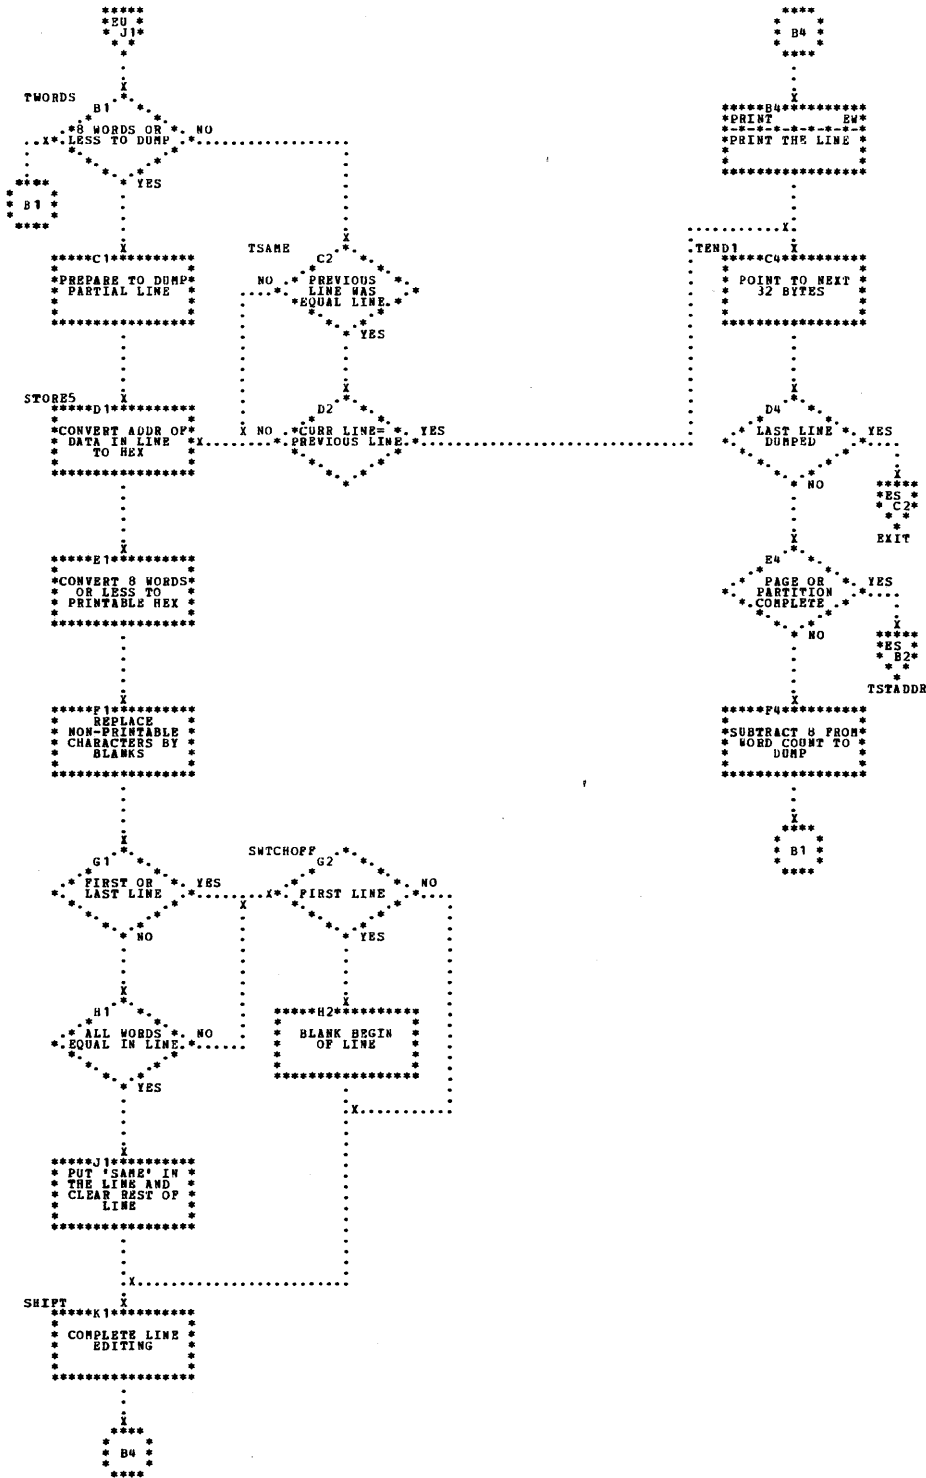 EU
J1
TWORDS
B1
8 WORDS OR
LESS TO DUMP
NO
YES
B1
C1
PREPARE TO DUMP
PARTIAL LINE
TSAME
C2
PREVIOUS
LINE WAS
EQUAL LINE
NO
YES
STORE5
D1
CONVERT ADDR OF
DATA IN LINE
TO HEX
D2
CURR LINE=
PREVIOUS LINE
NO
YES
E1
CONVERT 8 WORDS
OR LESS TO
PRINTABLE HEX
F1
REPLACE
NON-PRINTABLE
CHARACTERS BY
BLANKS
G1
FIRST OR
LAST LINE
YES
NO
SWTCHOFF
G2
FIRST LINE
NO
YES
H1
ALL WORDS
EQUAL IN LINE
NO
YES
H2
BLANK BEGIN
OF LINE
J1
PUT 'SAME' IN
THE LINE AND
CLEAR REST OF
LINE
SHIFT
K1
COMPLETE LINE
EDITING
B4
B4
B4
PRINT EW
PRINT THE LINE
TEND1
C4
POINT TO NEXT
32 BYTES
D4
LAST LINE
DUMPED
YES
NO
ES
C2
EXIT
E4
PAGE OR
PARTITION
COMPLETE
YES
NO
ES
B2
TSTADDR
F4
SUBTRACT 8 FROM
WORD COUNT TO
DUMP
B1